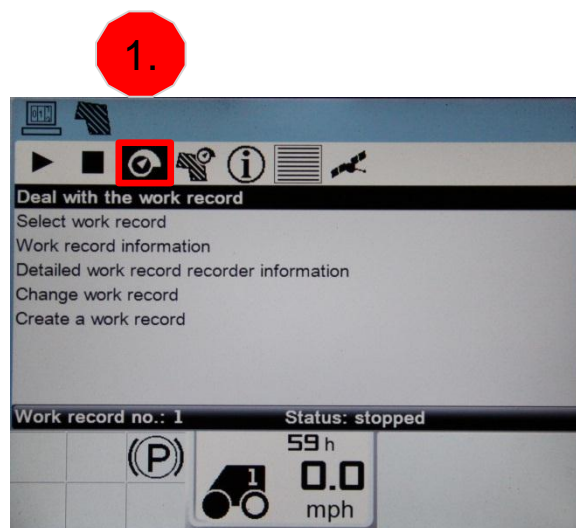 1.
Deal with the work record
Select work record
Work record information
Detailed work record recorder information
Change work record
Create a work record
Work record no.: 1 Status: stopped
(P)
59 h
1
0.0
mph